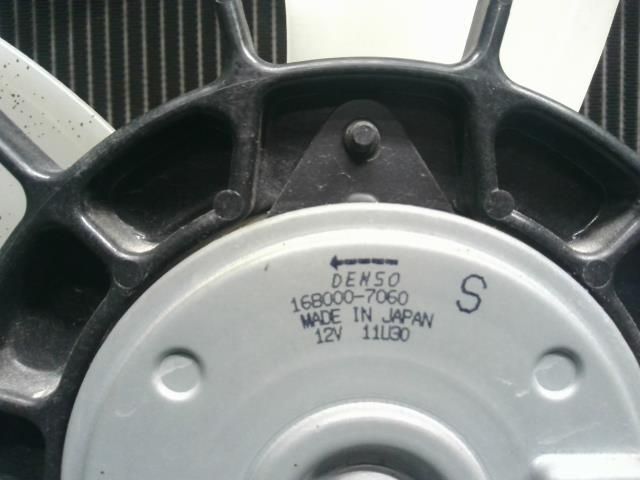 DENSO
168000-7060
S
MADE IN JAPAN
12V 11U30